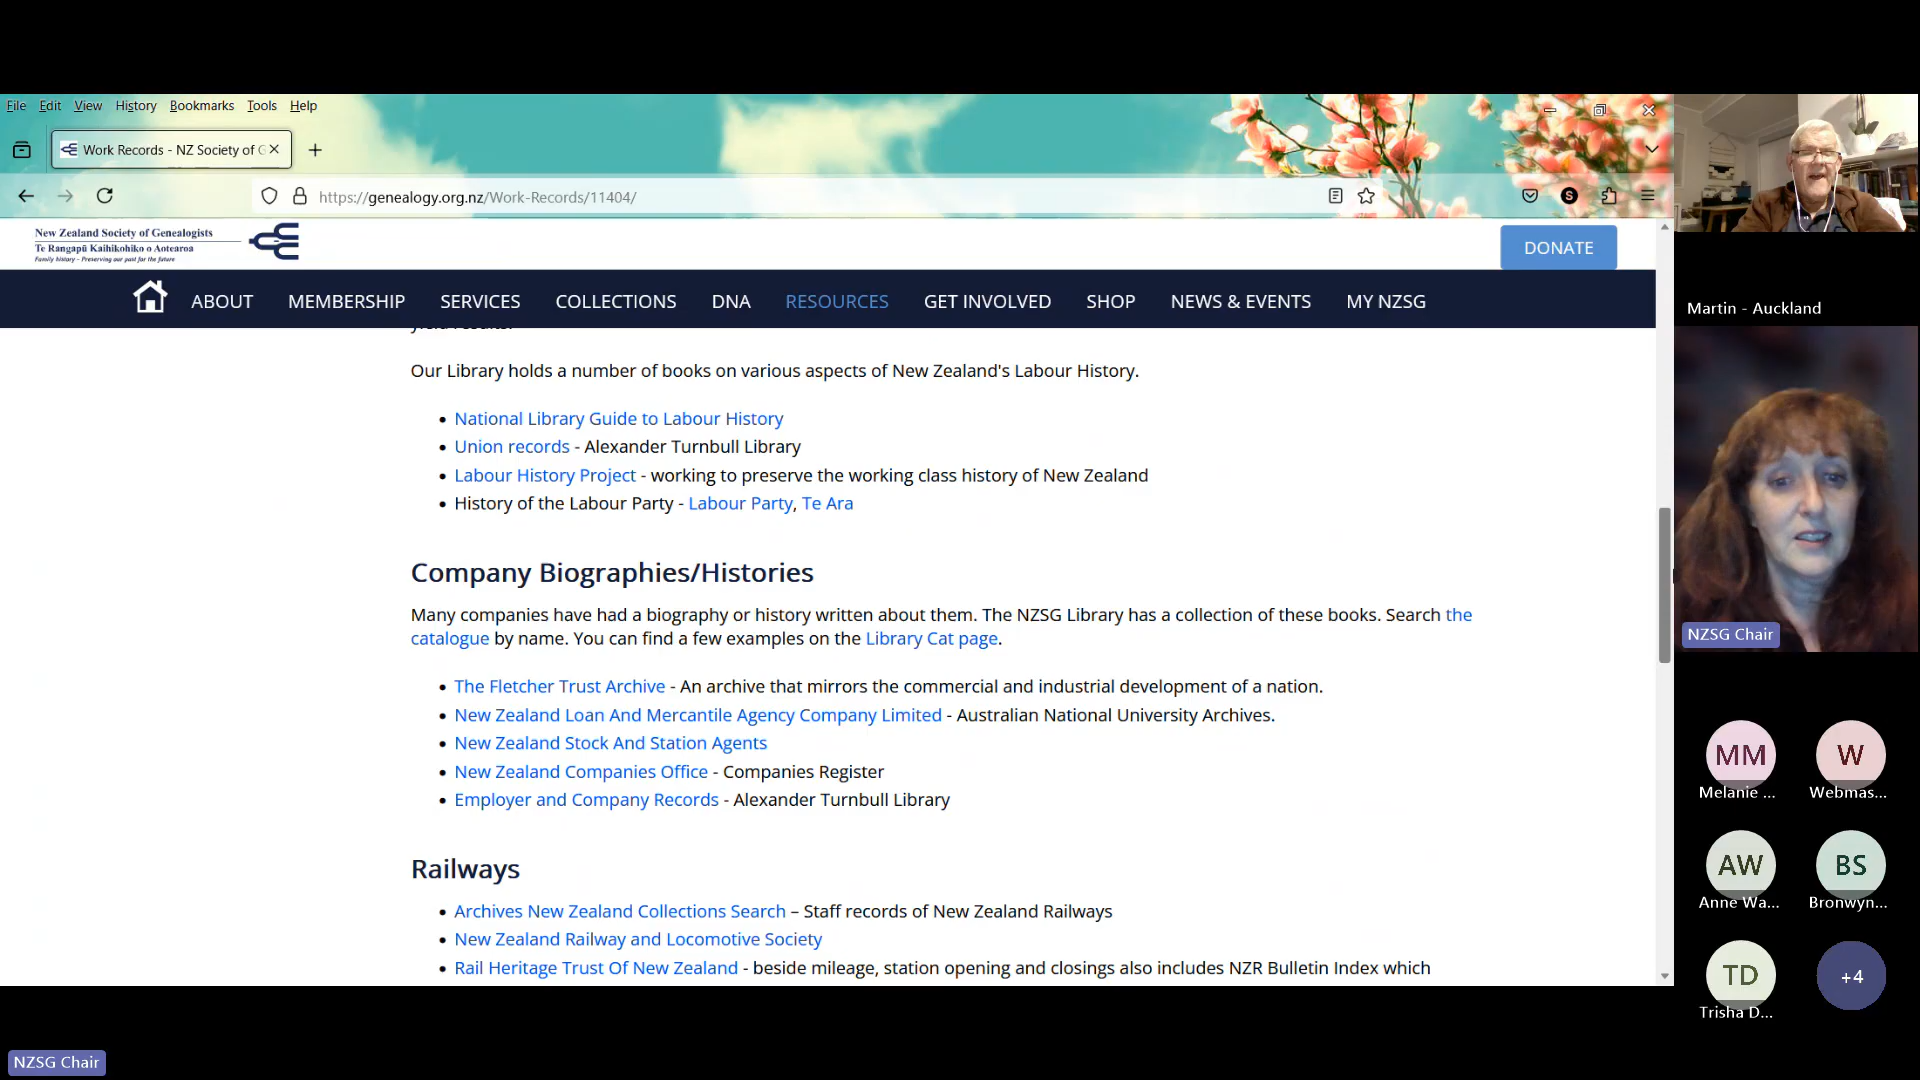 File Edit View History Bookmarks Tools Help
Work Records - NZ Society of G
https://genealogy.org.nz/Work-Records/11404/
New Zealand Society of Genealogists
Te Rangapū Kaihikohiko o Aotearoa
Family history - Preserving our past for the future
DONATE
ABOUT MEMBERSHIP SERVICES COLLECTIONS DNA RESOURCES GET INVOLVED SHOP NEWS & EVENTS MY NZSG
yield results.
Our Library holds a number of books on various aspects of New Zealand's Labour History.
• National Library Guide to Labour History
• Union records - Alexander Turnbull Library
• Labour History Project - working to preserve the working class history of New Zealand
• History of the Labour Party - Labour Party, Te Ara
Company Biographies/Histories
Many companies have had a biography or history written about them. The NZSG Library has a collection of these books. Search the
catalogue by name. You can find a few examples on the Library Cat page.
• The Fletcher Trust Archive - An archive that mirrors the commercial and industrial development of a nation.
• New Zealand Loan And Mercantile Agency Company Limited - Australian National University Archives.
• New Zealand Stock And Station Agents
• New Zealand Companies Office - Companies Register
• Employer and Company Records - Alexander Turnbull Library
Railways
• Archives New Zealand Collections Search – Staff records of New Zealand Railways
• New Zealand Railway and Locomotive Society
• Rail Heritage Trust Of New Zealand - beside mileage, station opening and closings also includes NZR Bulletin Index which
S
Martin - Auckland
NZSG Chair
MM
Melanie ...
W
Webmas...
AW
Anne Wa...
BS
Bronwyn...
TD
Trisha D...
+4
NZSG Chair